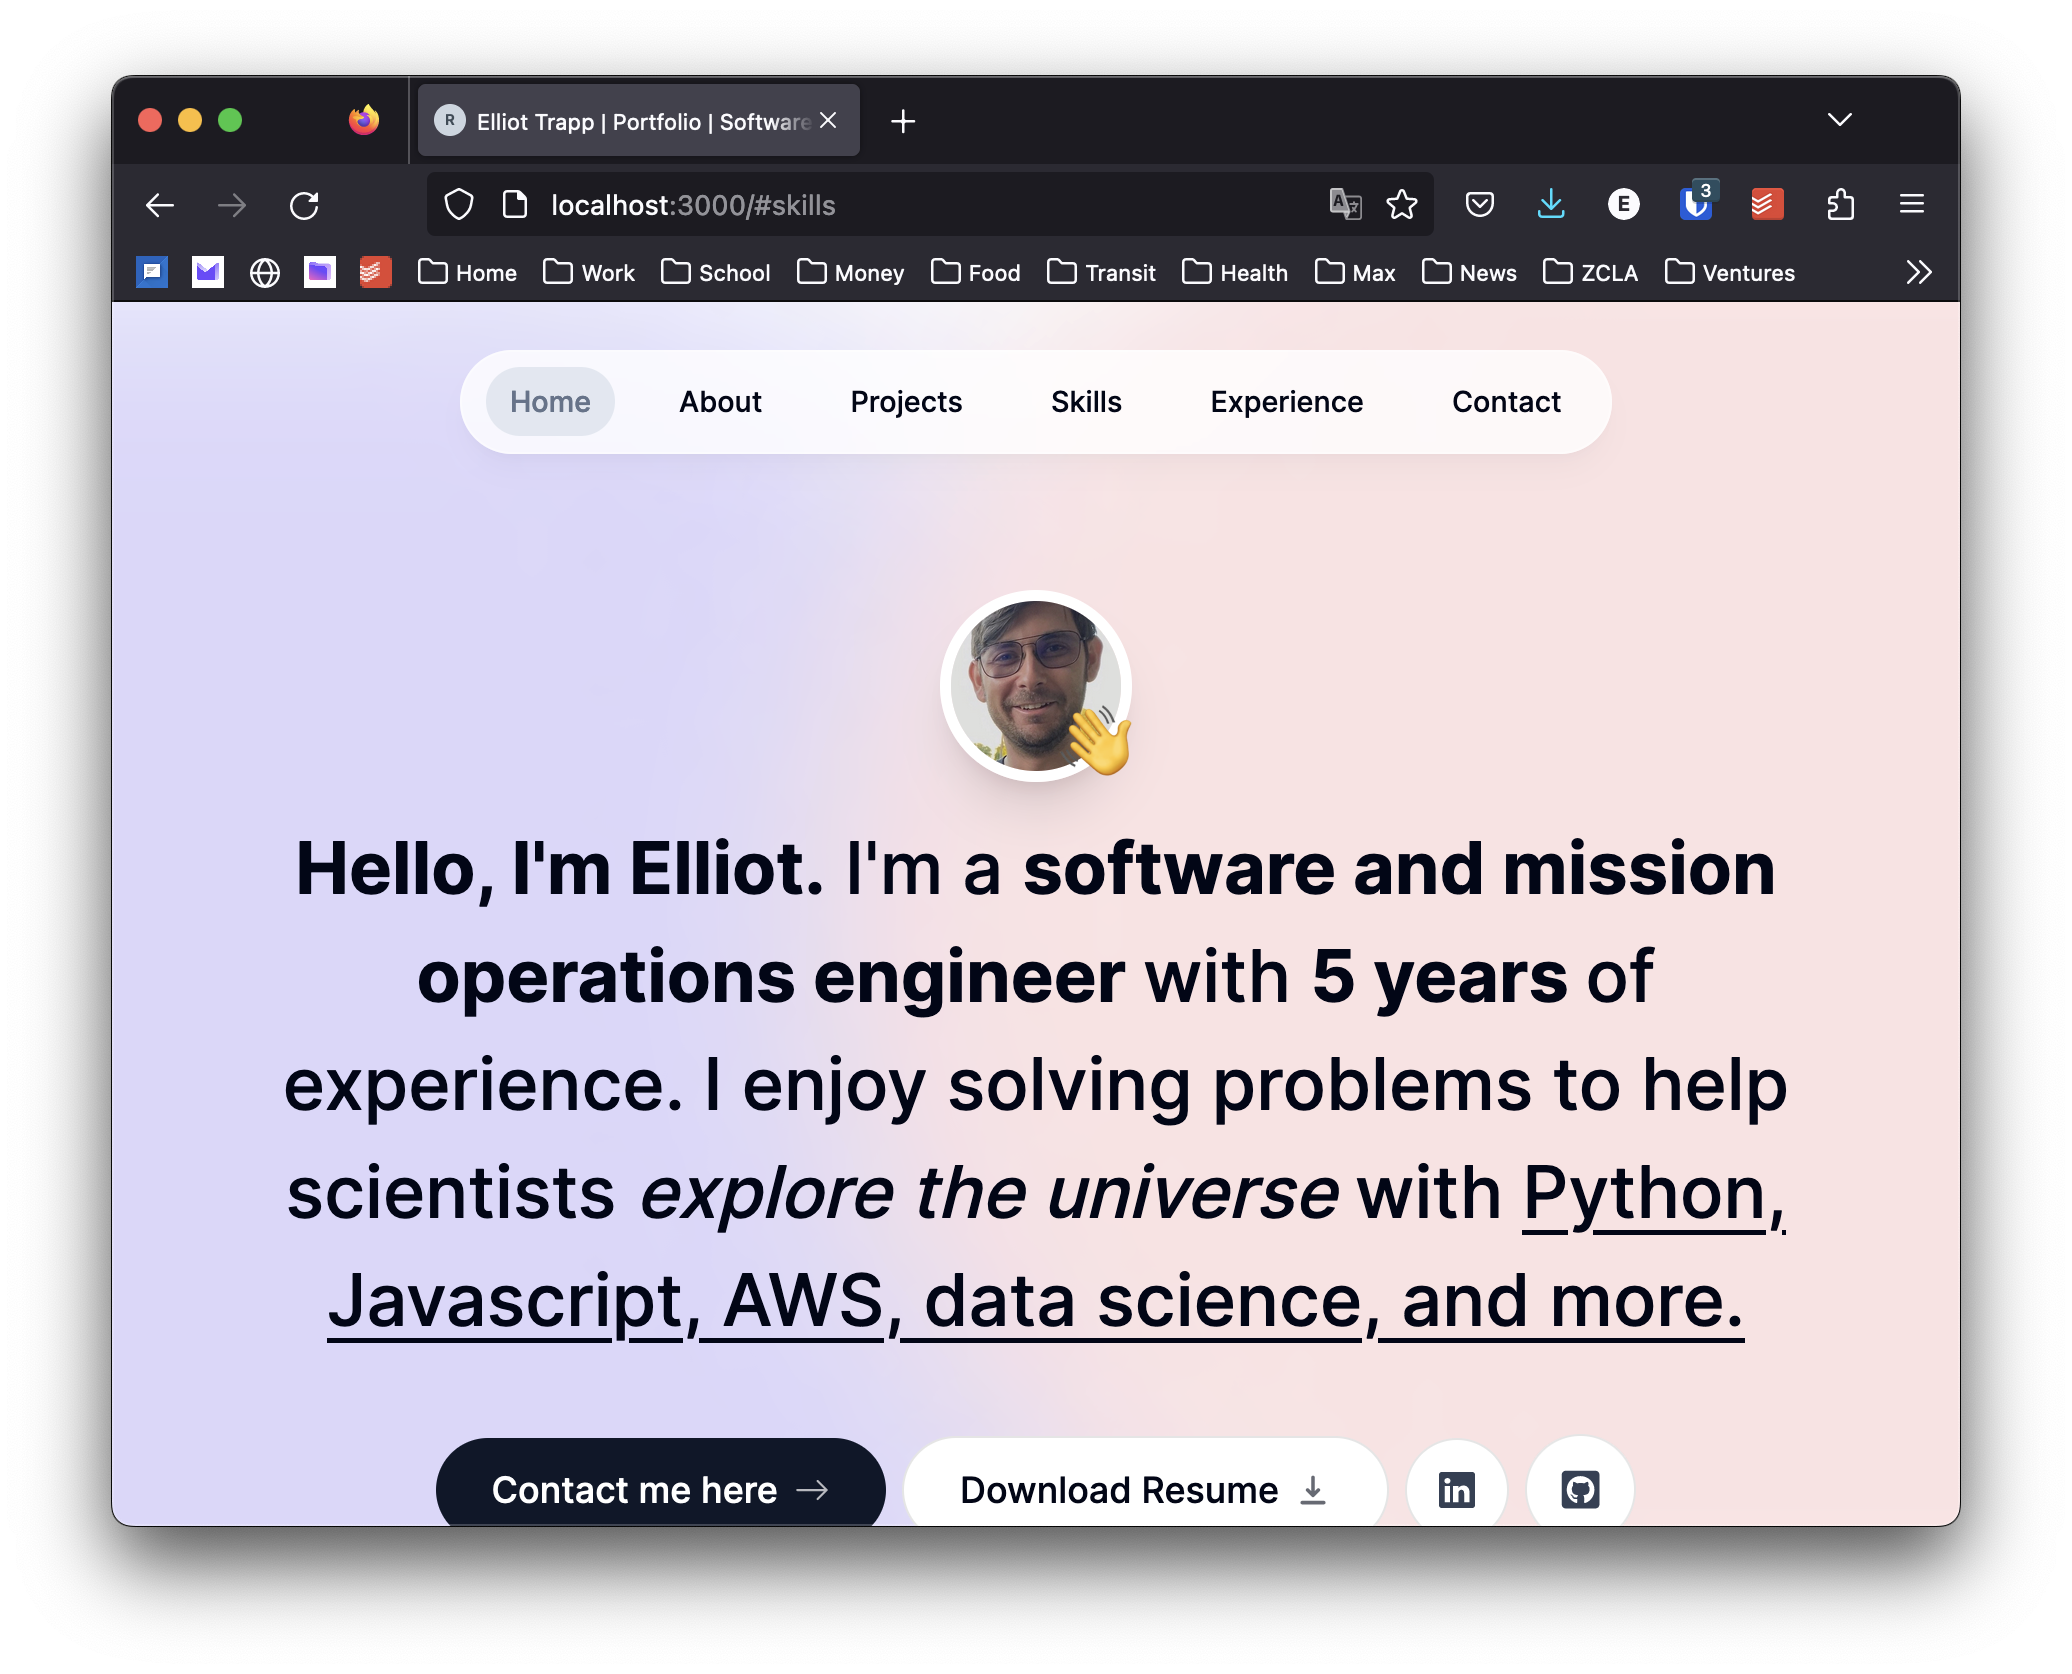 R Elliot Trapp | Portfolio | Software
localhost:3000/#skills
E
3
Home Work School Money Food Transit Health Max News ZCLA Ventures
Home About Projects Skills Experience Contact
Hello, I'm Elliot. I'm a software and mission
operations engineer with 5 years of
experience. I enjoy solving problems to help
scientists explore the universe with Python,
Javascript, AWS, data science, and more.
Contact me here → Download Resume in